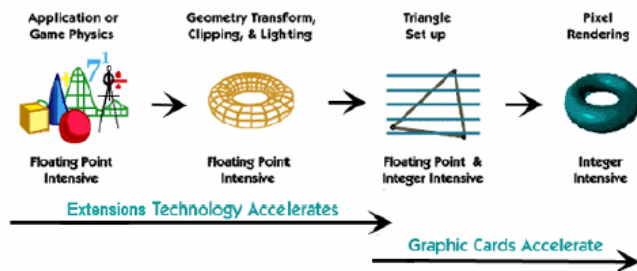 Application or
Game Physics
Geometry Transform,
Clipping, & Lighting
Triangle
Set up
Pixel
Rendering
7¹
Floating Point
Intensive
Floating Point
Intensive
Floating Point &
Integer Intensive
Integer
Intensive
Extensions Technology Accelerates
Graphic Cards Accelerate